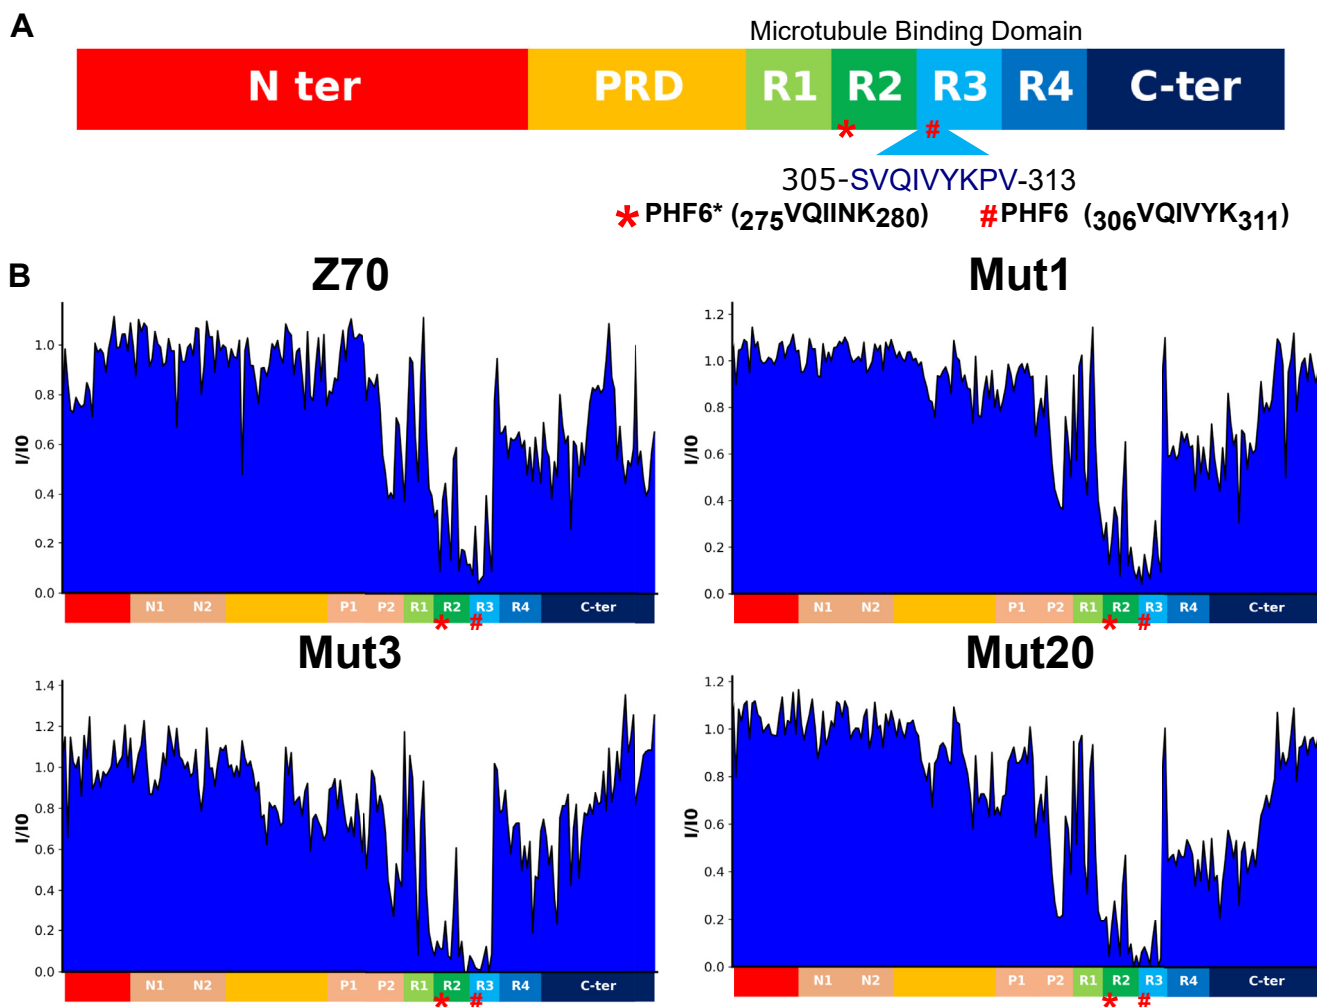 A
Microtubule Binding Domain
N ter PRD R1 R2 R3 R4 C-ter
* #
305-SVQIVYKPV-313
* PHF6* (275VQIINK280) # PHF6 (306VQIVYK311)
B
Z70
I/I0
1.0
0.8
0.6
0.4
0.2
0.0
N1 N2 P1 P2 R1 R2 R3 R4 C-ter
* #
Mut1
I/I0
1.2
1.0
0.8
0.6
0.4
0.2
0.0
N1 N2 P1 P2 R1 R2 R3 R4 C-ter
* #
Mut3
I/I0
1.4
1.2
1.0
0.8
0.6
0.4
0.2
0.0
N1 N2 P1 P2 R1 R2 R3 R4 C-ter
* #
Mut20
I/I0
1.2
1.0
0.8
0.6
0.4
0.2
0.0
N1 N2 P1 P2 R1 R2 R3 R4 C-ter
* #